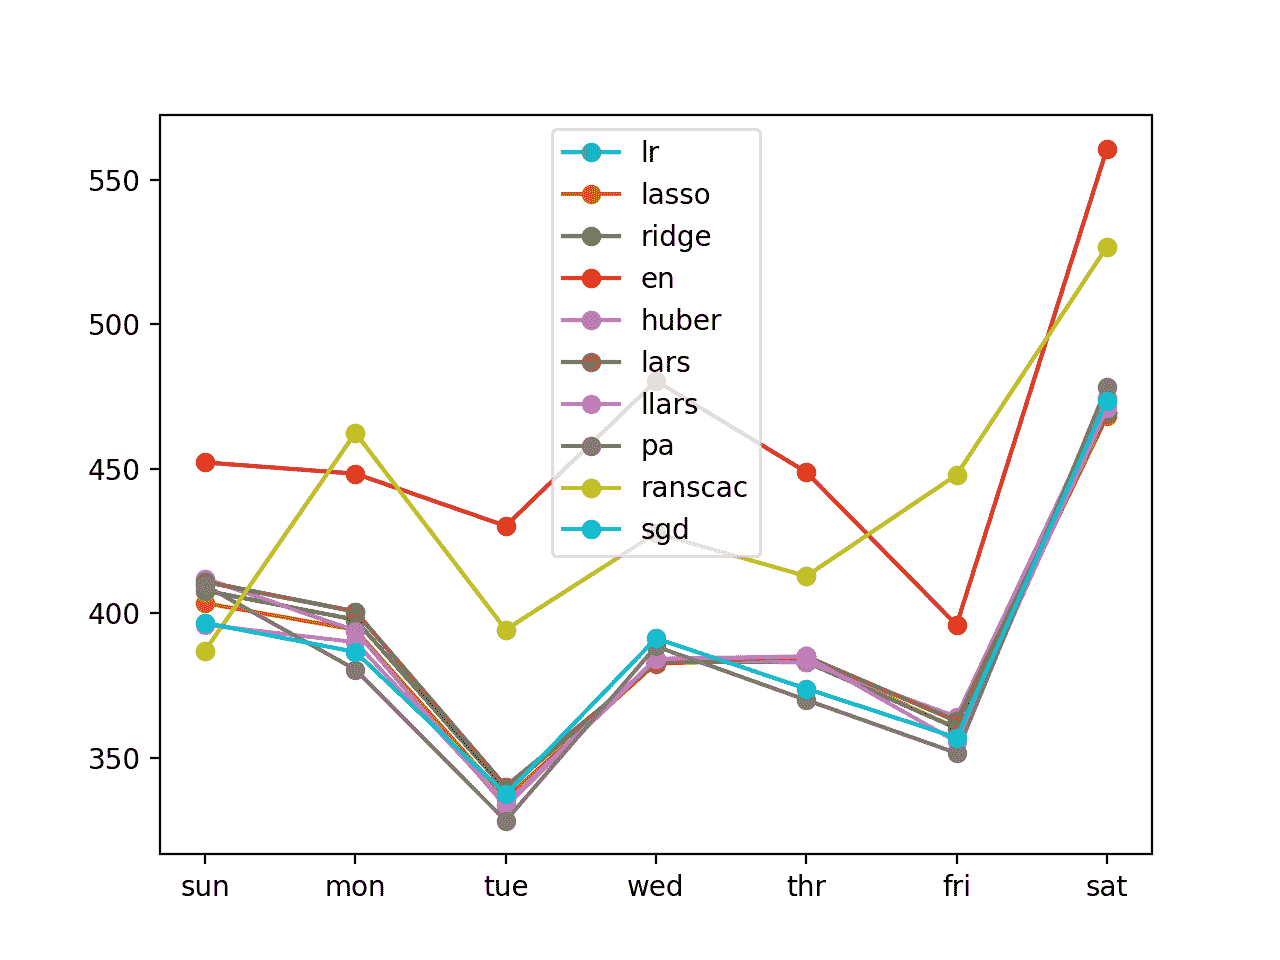 550
500
450
400
350
lr
lasso
ridge
en
huber
lars
llars
pa
ranscac
sgd
sun mon tue wed thr fri sat